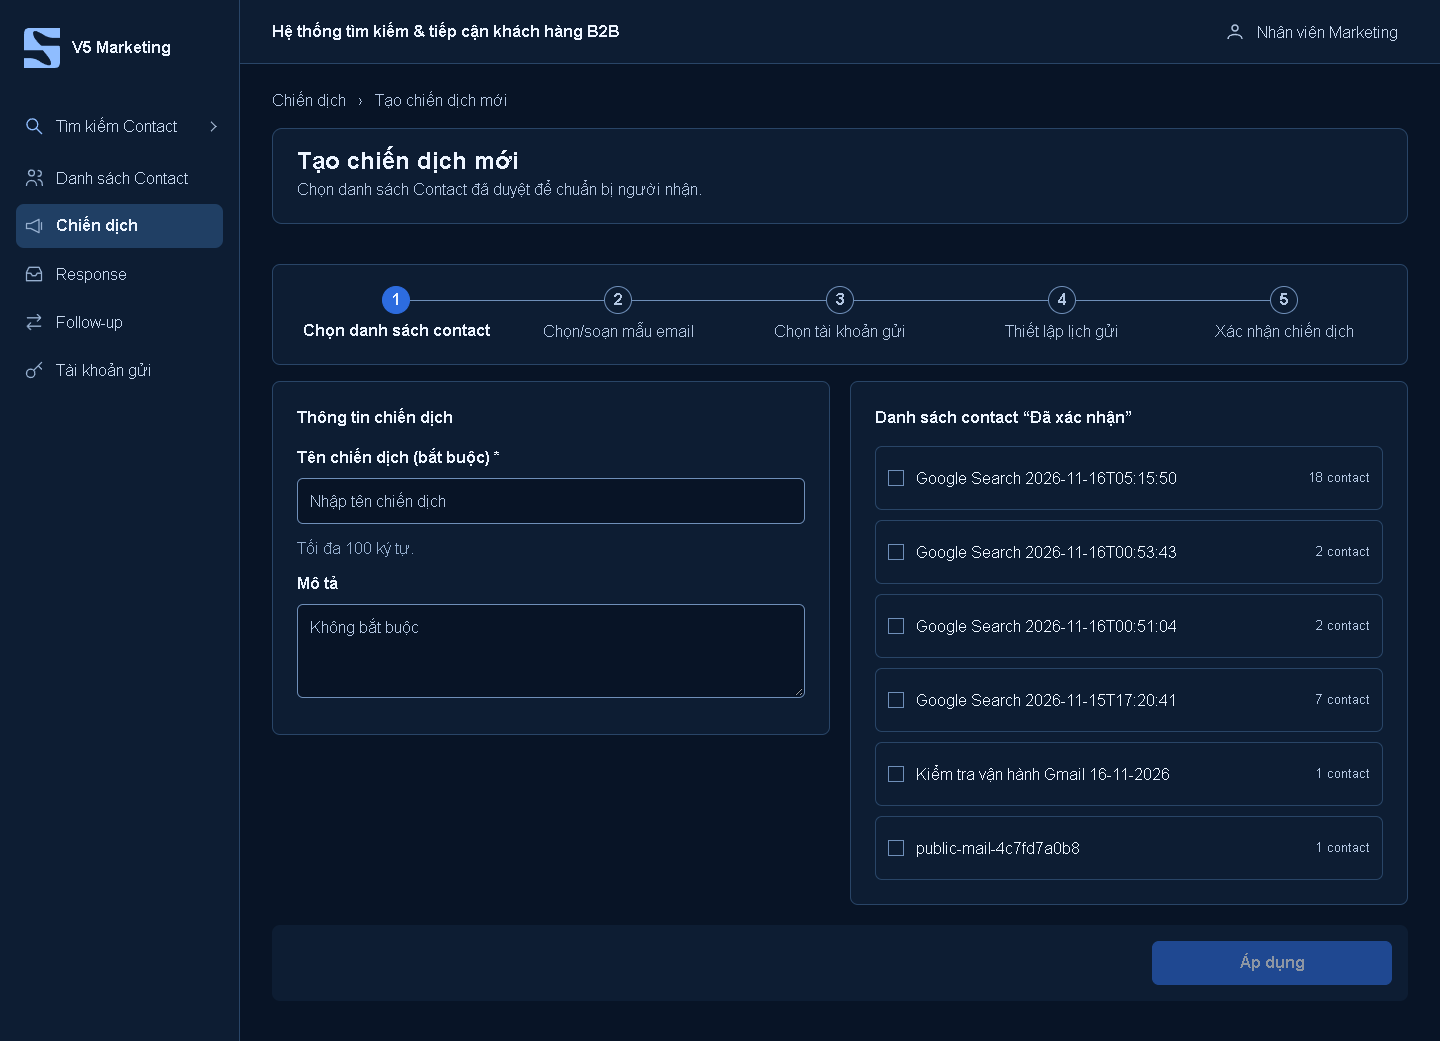 V5 Marketing
Tìm kiếm Contact
Danh sách Contact
Chiến dịch
Response
Follow-up
Tài khoản gửi
Hệ thống tìm kiếm & tiếp cận khách hàng B2B
Nhân viên Marketing
Chiến dịch › Tạo chiến dịch mới
Tạo chiến dịch mới
Chọn danh sách Contact đã duyệt để chuẩn bị người nhận.
1
Chọn danh sách contact
2
Chọn/soạn mẫu email
3
Chọn tài khoản gửi
4
Thiết lập lịch gửi
5
Xác nhận chiến dịch
Thông tin chiến dịch
Tên chiến dịch (bắt buộc) *
Nhập tên chiến dịch
Tối đa 100 ký tự.
Mô tả
Không bắt buộc
Danh sách contact “Đã xác nhận”
Google Search 2026-11-16T05:15:50 18 contact
Google Search 2026-11-16T00:53:43 2 contact
Google Search 2026-11-16T00:51:04 2 contact
Google Search 2026-11-15T17:20:41 7 contact
Kiểm tra vận hành Gmail 16-11-2026 1 contact
public-mail-4c7fd7a0b8 1 contact
Áp dụng